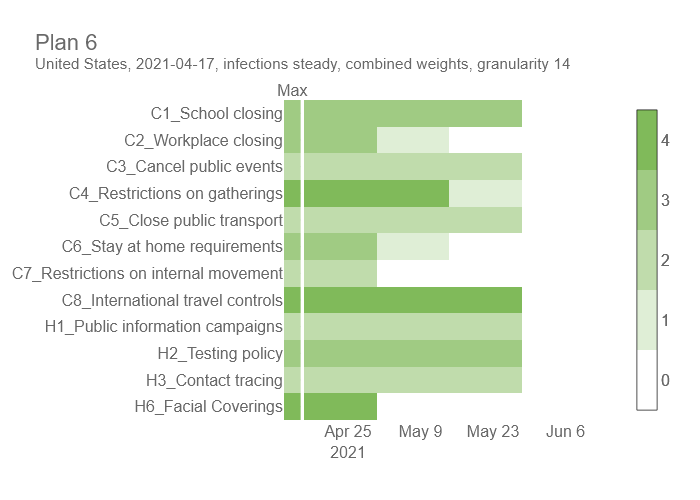 Plan 6
United States, 2021-04-17, infections steady, combined weights, granularity 14
Max
C1_School closing
C2_Workplace closing
C3_Cancel public events
C4_Restrictions on gatherings
C5_Close public transport
C6_Stay at home requirements
C7_Restrictions on internal movement
C8_International travel controls
H1_Public information campaigns
H2_Testing policy
H3_Contact tracing
H6_Facial Coverings
Apr 25 May 9 May 23 Jun 6
2021
4
3
2
1
0